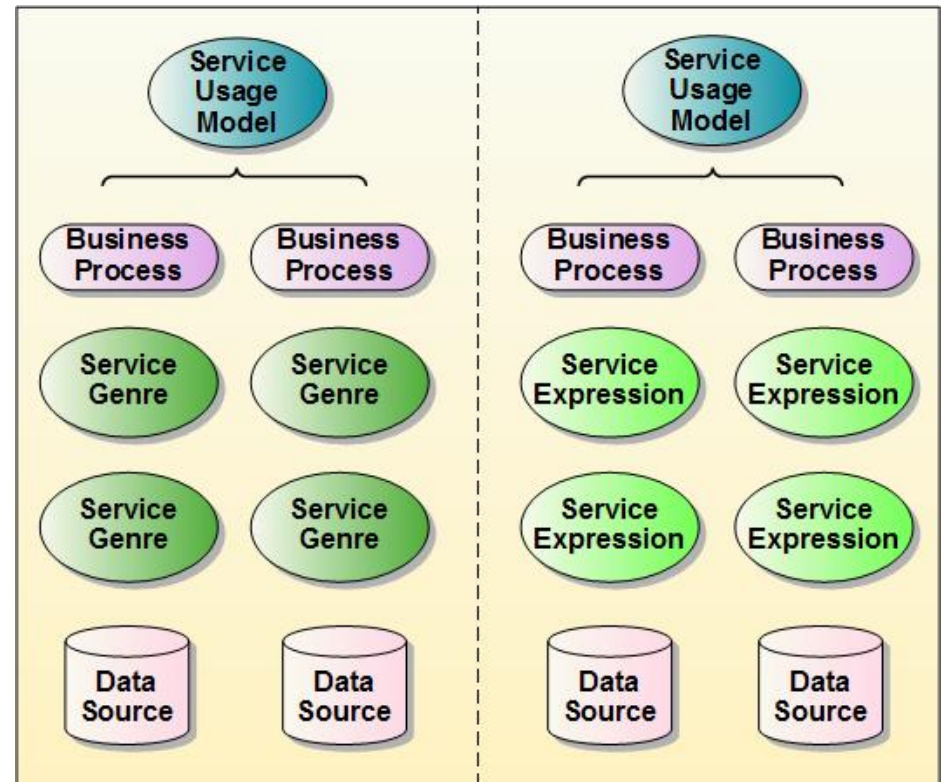 Service
Usage
Model
Business
Process
Business
Process
Service
Genre
Service
Genre
Service
Genre
Service
Genre
Data
Source
Data
Source
Service
Usage
Model
Business
Process
Business
Process
Service
Expression
Service
Expression
Service
Expression
Service
Expression
Data
Source
Data
Source